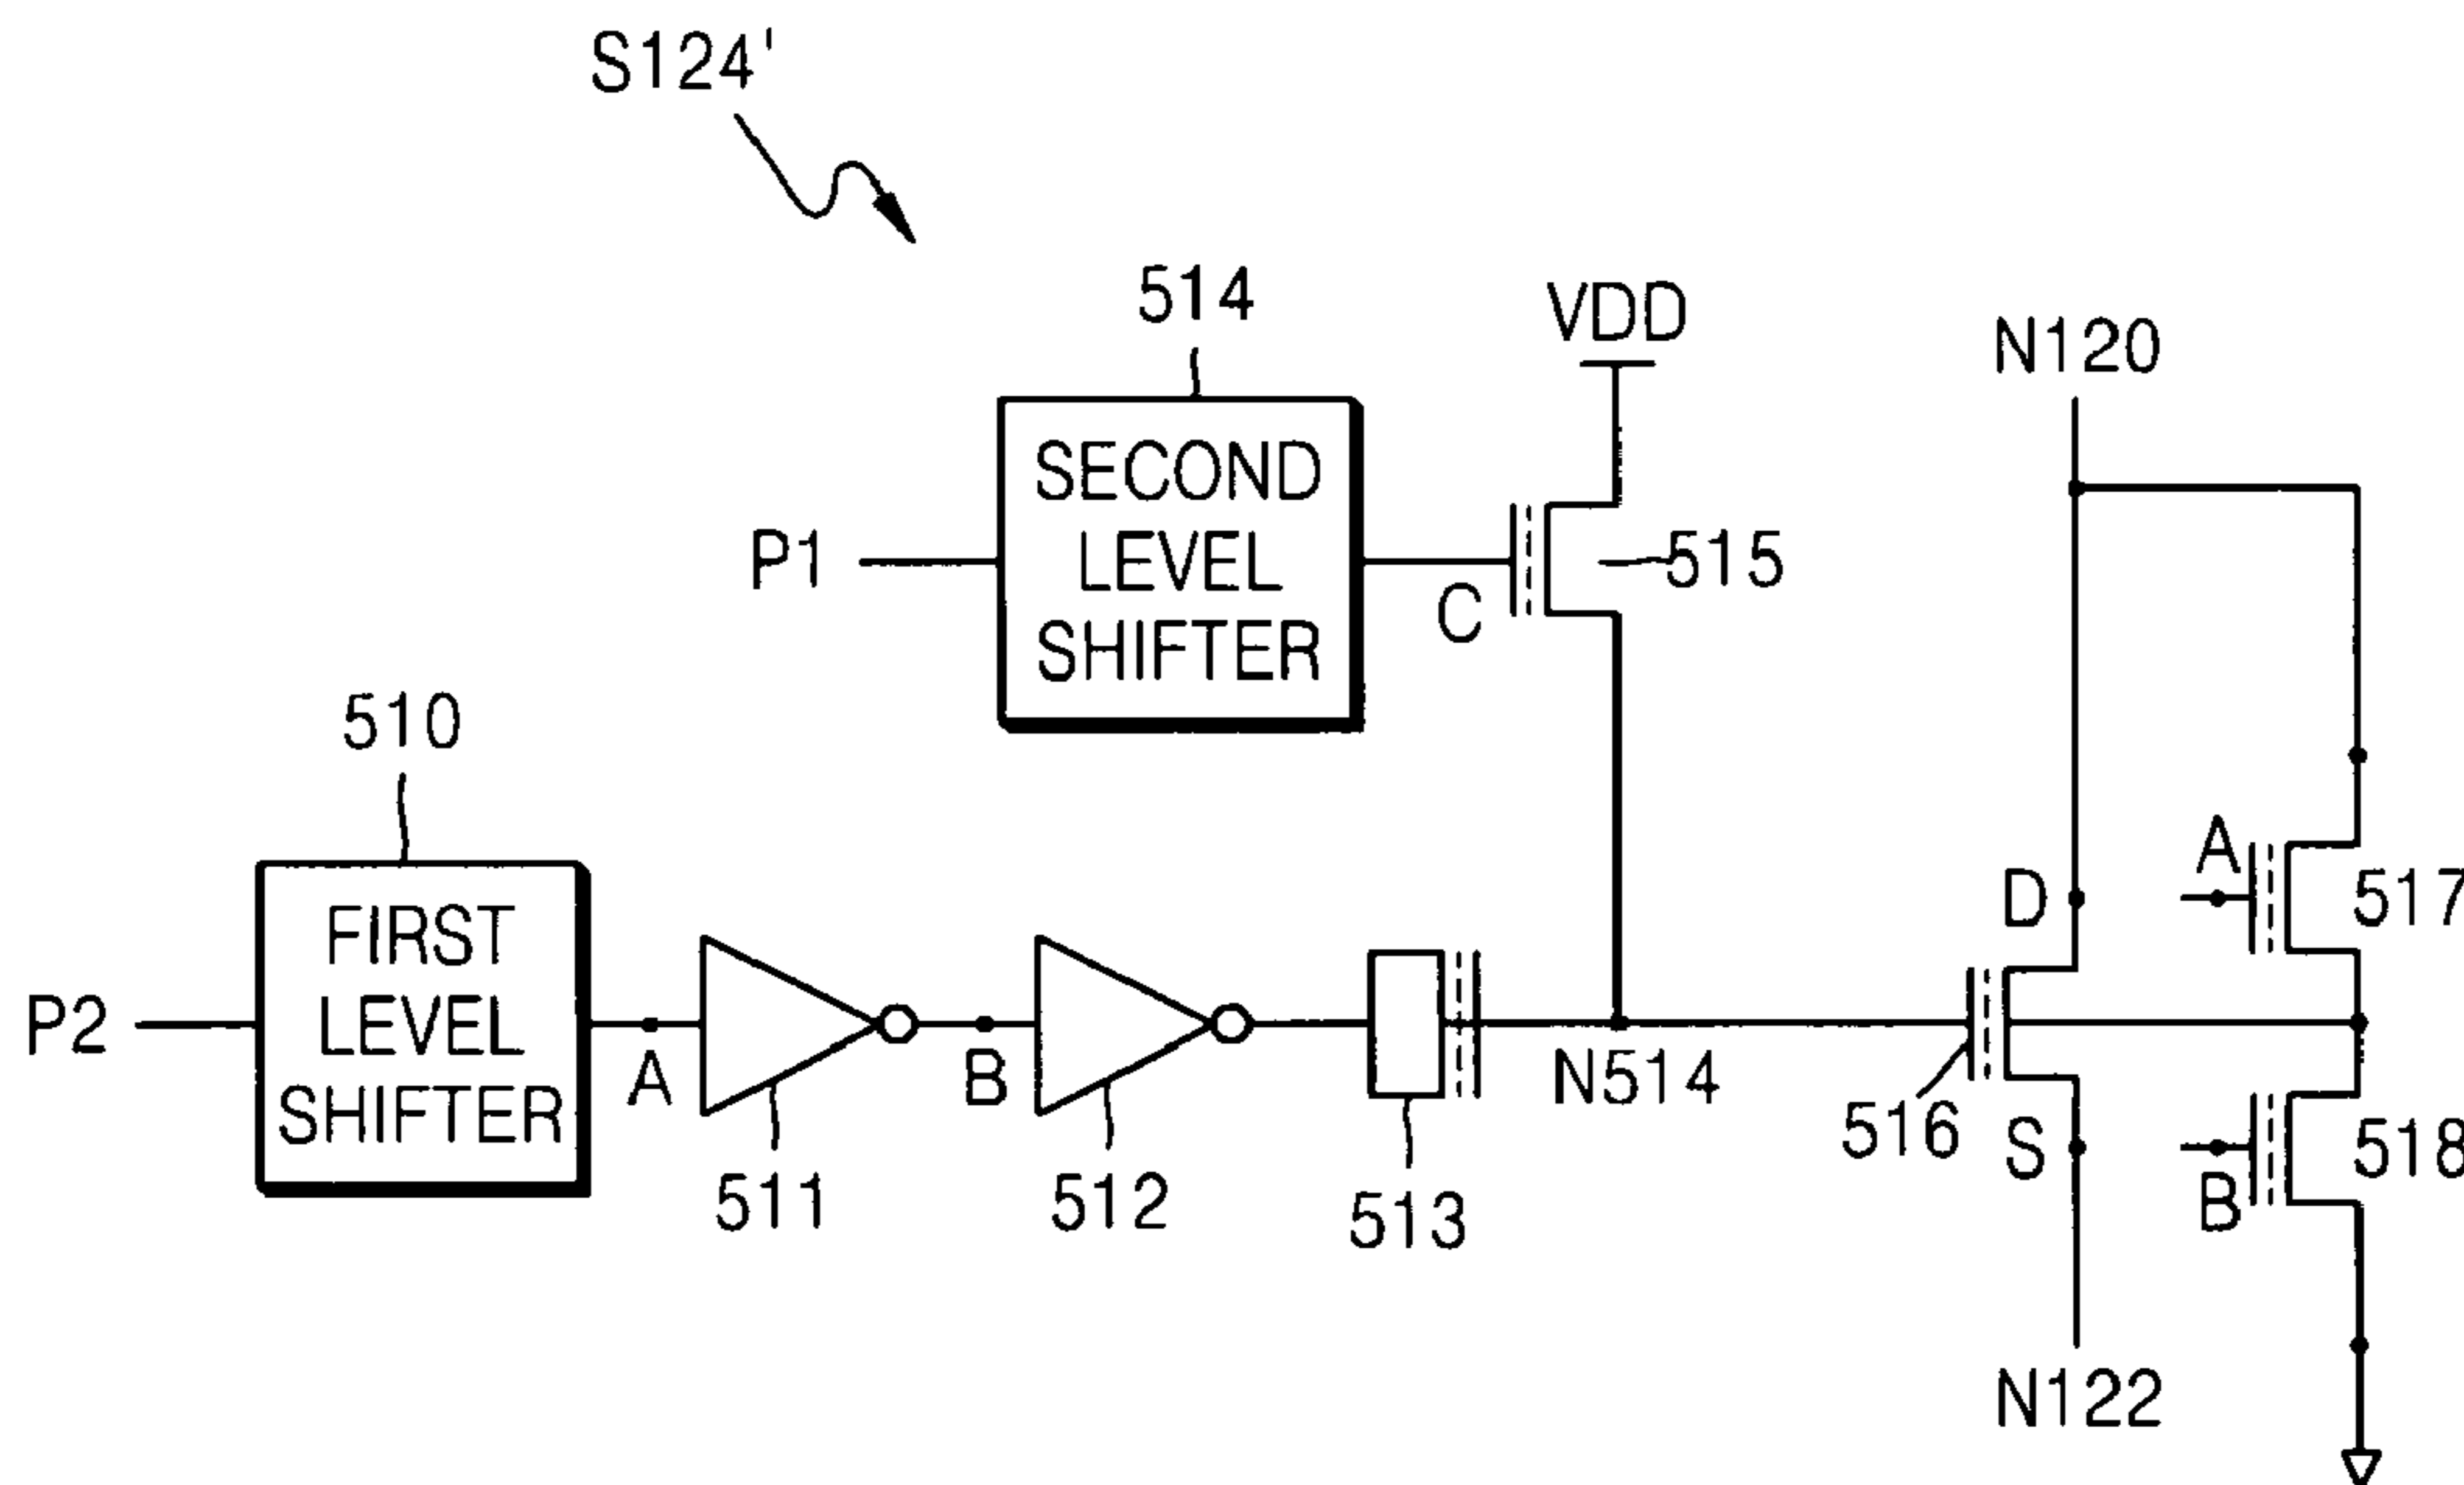 S124'
514
VDD
N120
SECOND
LEVEL
SHIFTER
P1
C
515
510
FIRST
LEVEL
SHIFTER
P2
A
B
511
512
513
N514
D
516
S
A
517
B
518
N122